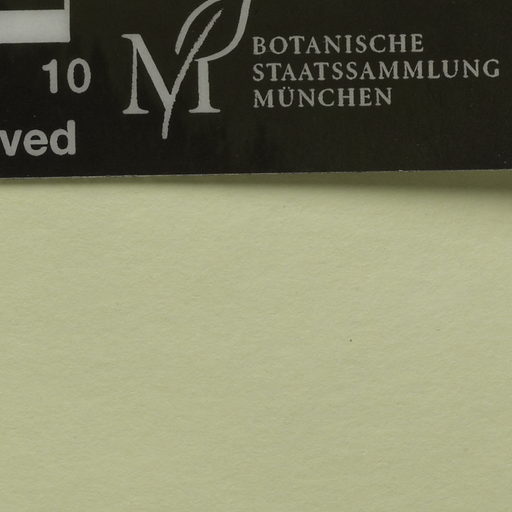 10
ved
BOTANISCHE
STAATSSAMMLUNG
MÜNCHEN